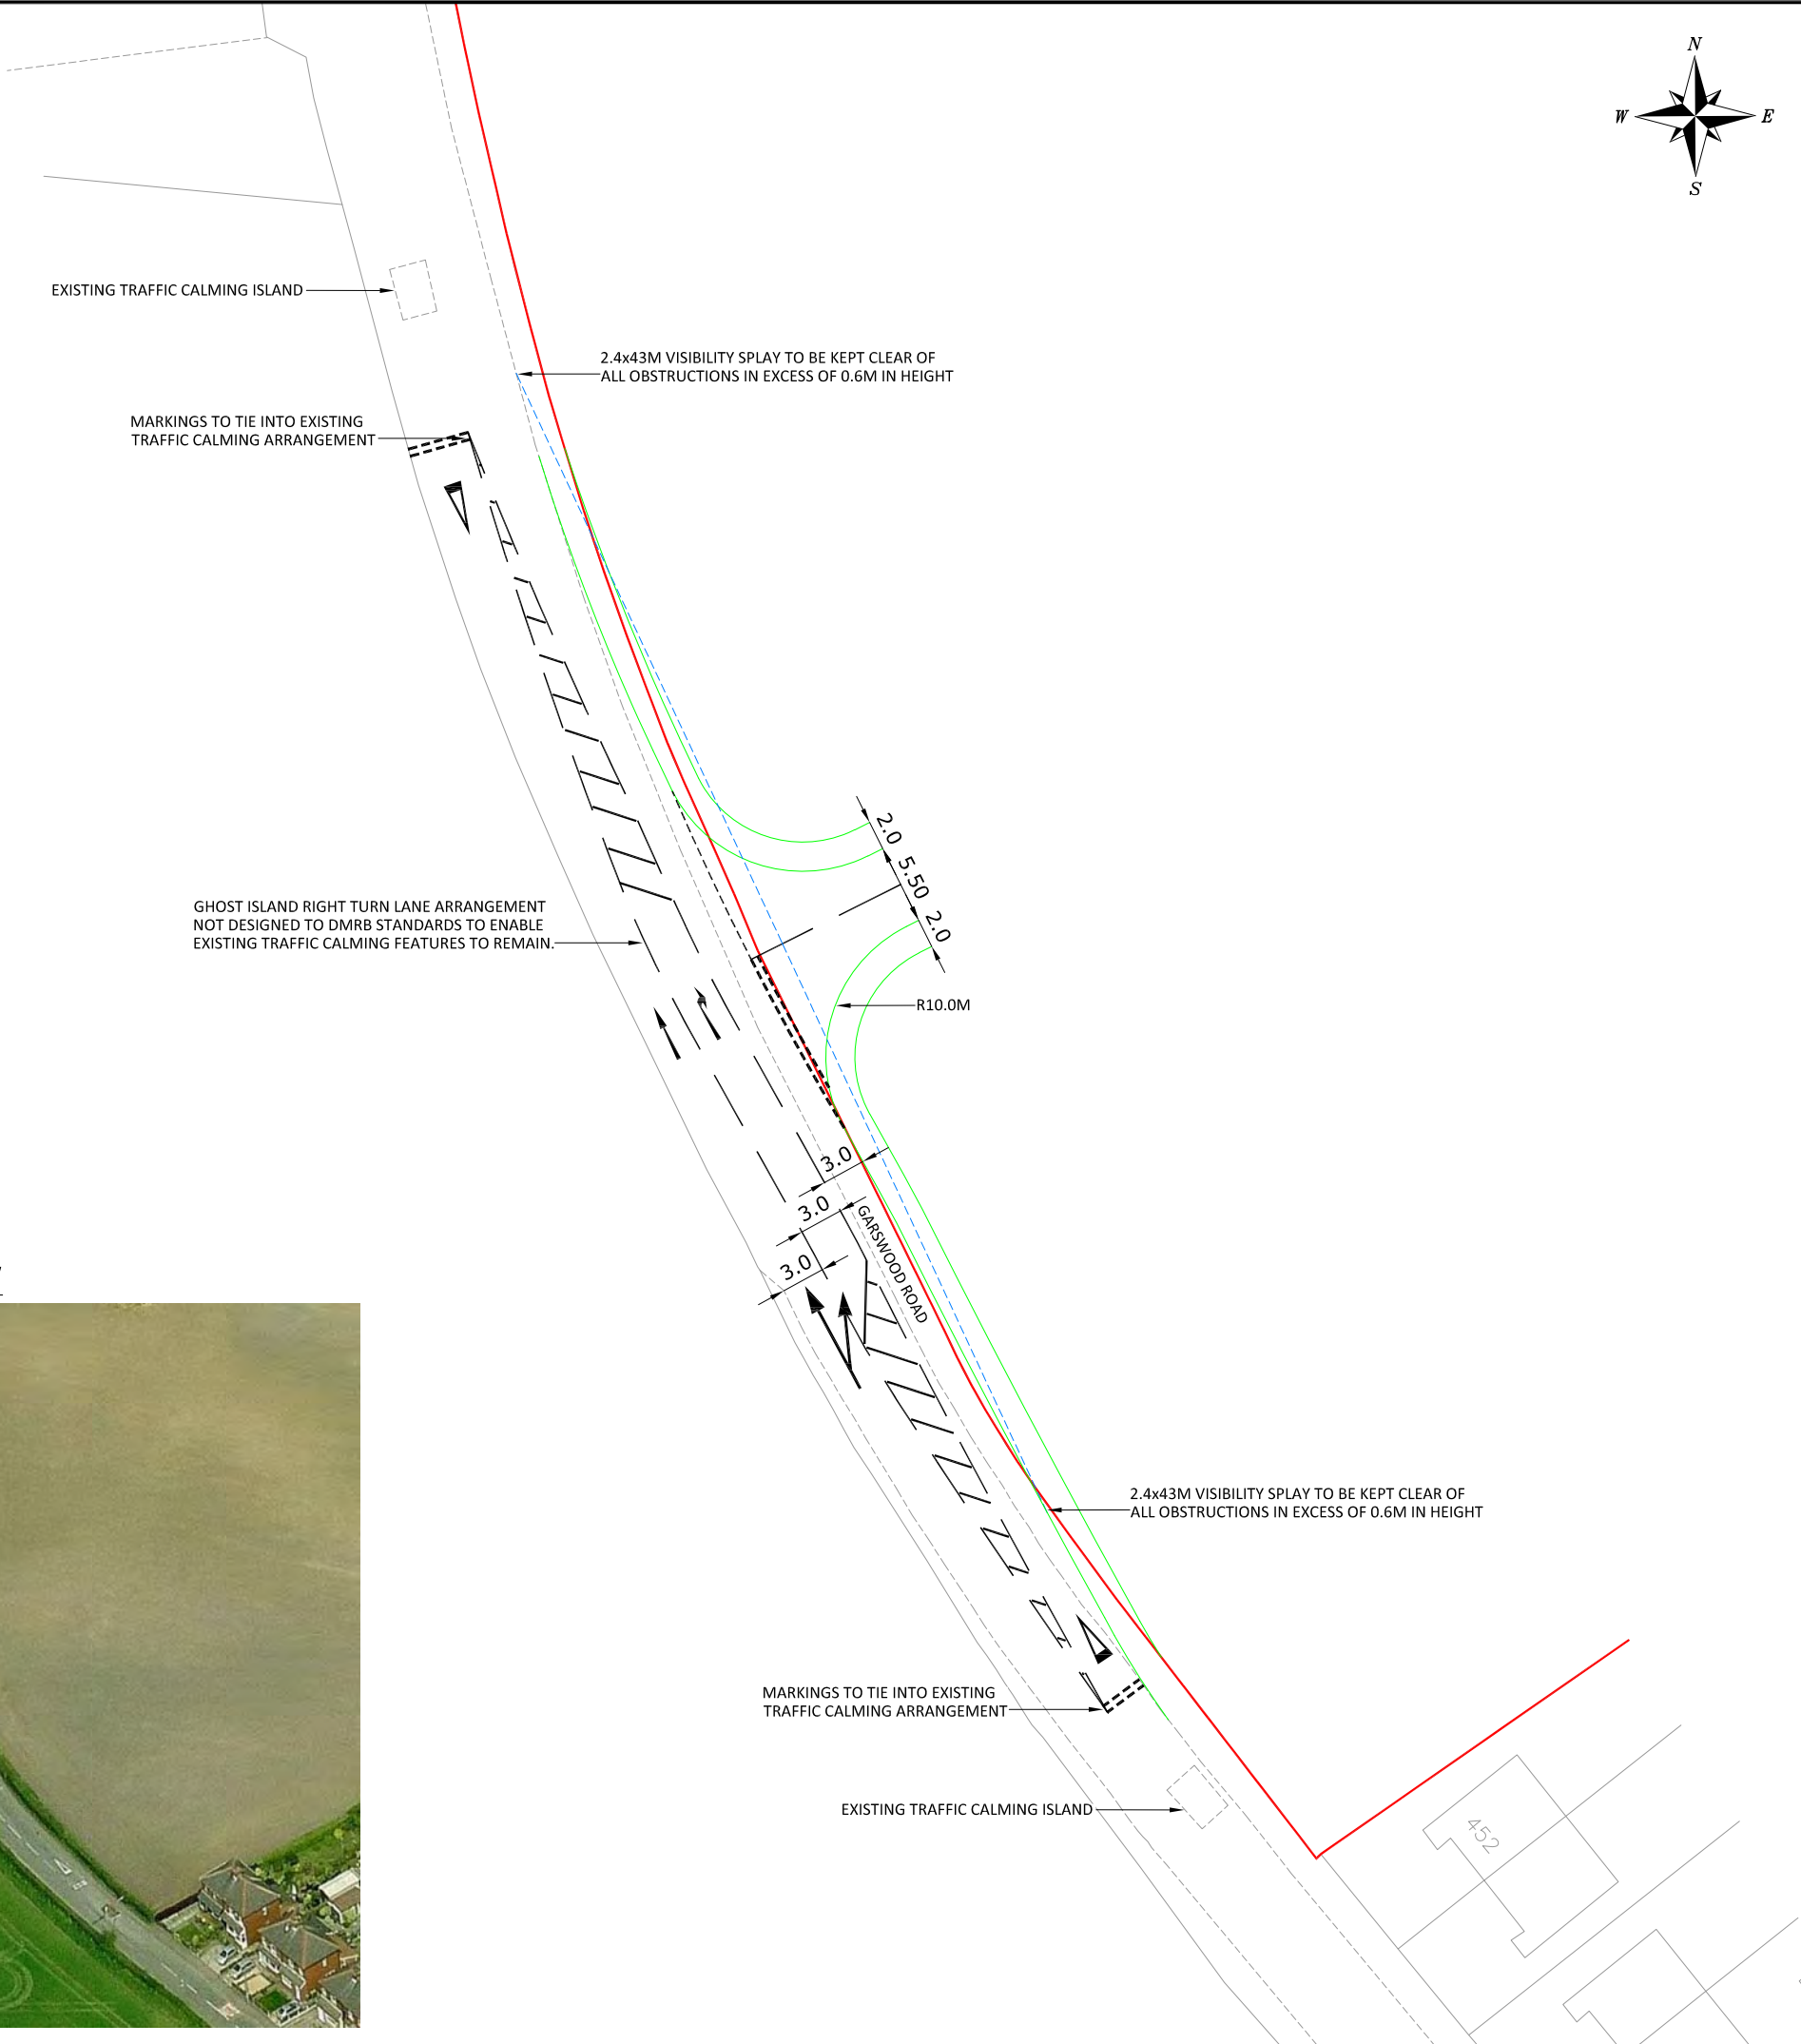 N
W E
S
EXISTING TRAFFIC CALMING ISLAND
2.4x43M VISIBILITY SPLAY TO BE KEPT CLEAR OF
ALL OBSTRUCTIONS IN EXCESS OF 0.6M IN HEIGHT
MARKINGS TO TIE INTO EXISTING
TRAFFIC CALMING ARRANGEMENT
2.0
5.50
2.0
GHOST ISLAND RIGHT TURN LANE ARRANGEMENT
NOT DESIGNED TO DMRB STANDARDS TO ENABLE
EXISTING TRAFFIC CALMING FEATURES TO REMAIN.
R10.0M
3.0
3.0
3.0
GARSWOOD ROAD
2.4x43M VISIBILITY SPLAY TO BE KEPT CLEAR OF
ALL OBSTRUCTIONS IN EXCESS OF 0.6M IN HEIGHT
MARKINGS TO TIE INTO EXISTING
TRAFFIC CALMING ARRANGEMENT
EXISTING TRAFFIC CALMING ISLAND
452